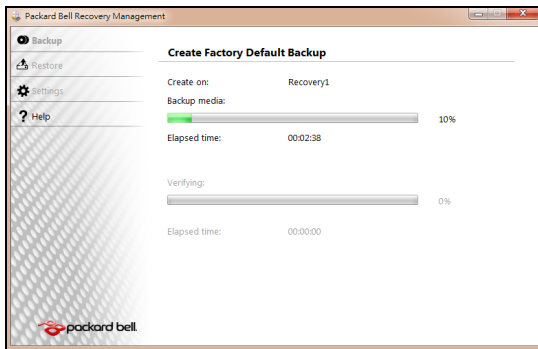 Packard Bell Recovery Management
Backup
Restore
Settings
Help
Create Factory Default Backup
Create on: Recovery1
Backup media:
10%
Elapsed time: 00:02:38
Verifying:
0%
Elapsed time: 00:00:00
packard bell.